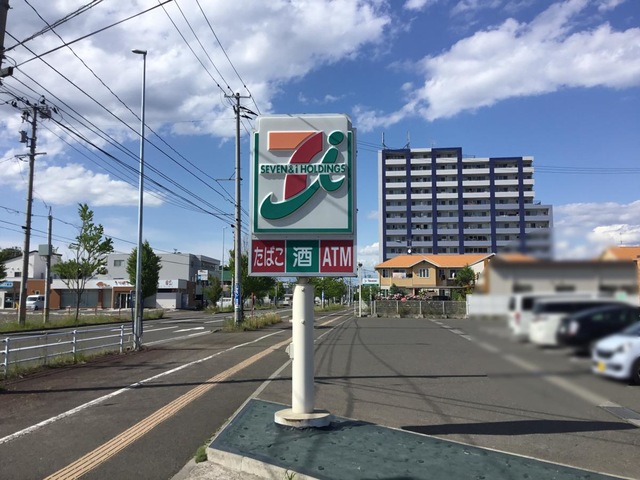 SEVEN & i HOLDINGS
たばこ 酒 ATM